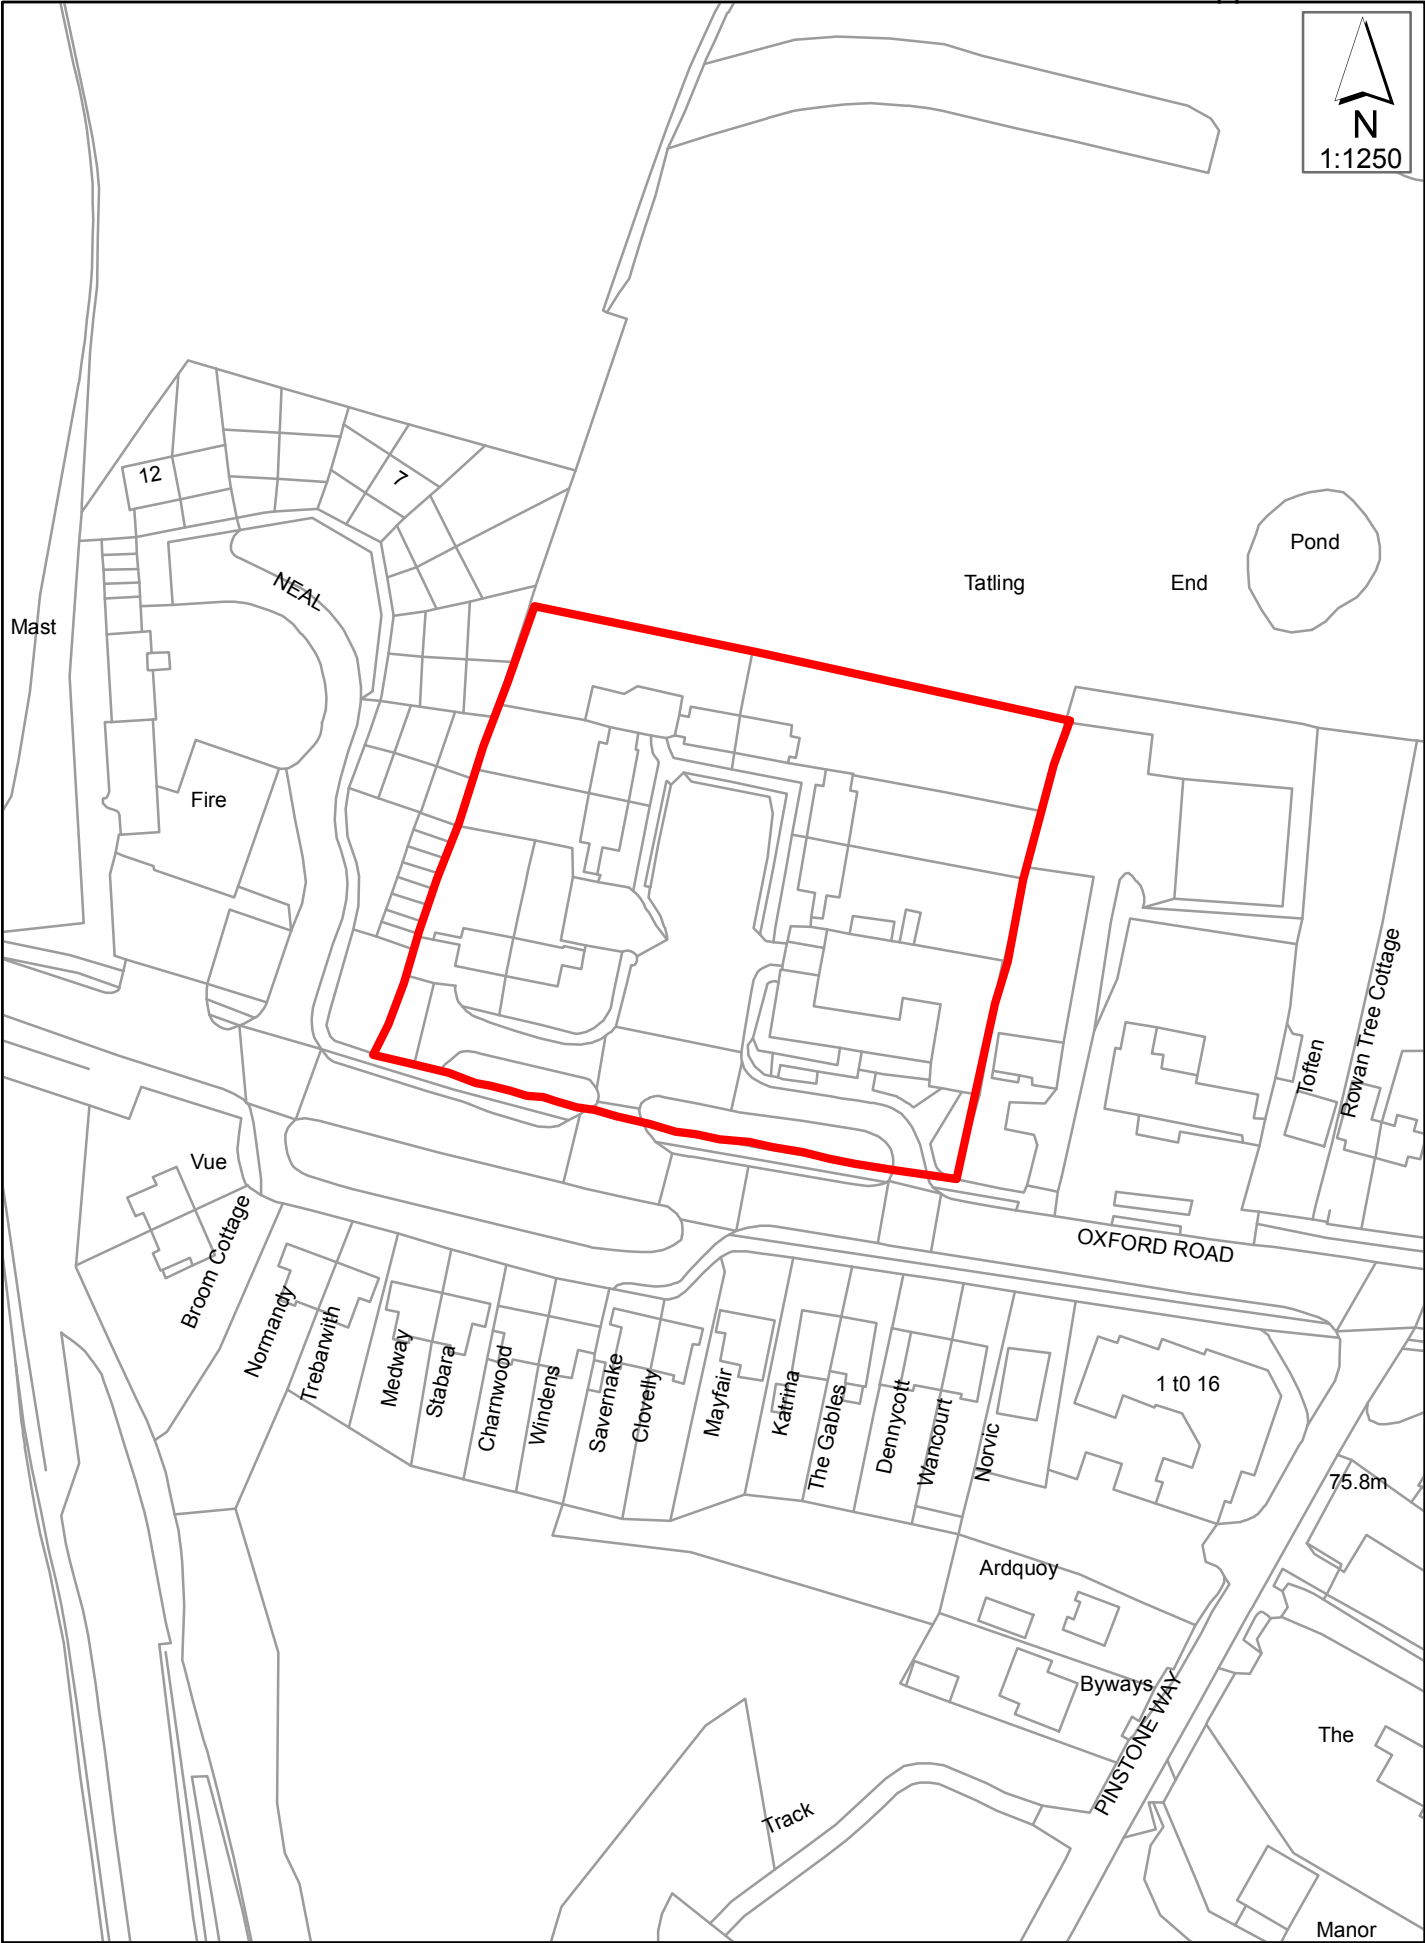 N
1:1250
12
7
Pond
Tatling End
NEAL
Mast
Fire
Toften
Rowan Tree Cottage
Vue
Broom Cottage
OXFORD ROAD
Normandy
Trebarwith
Medway
Stabara
Charnwood
Windens
Savernake
Clovelly
Mayfair
Katrina
The Gables
Dennycott
Wancourt
Norvic
1 t0 16
75.8m
Ardquoy
Byways
PINSTONE WAY
The
Track
Manor